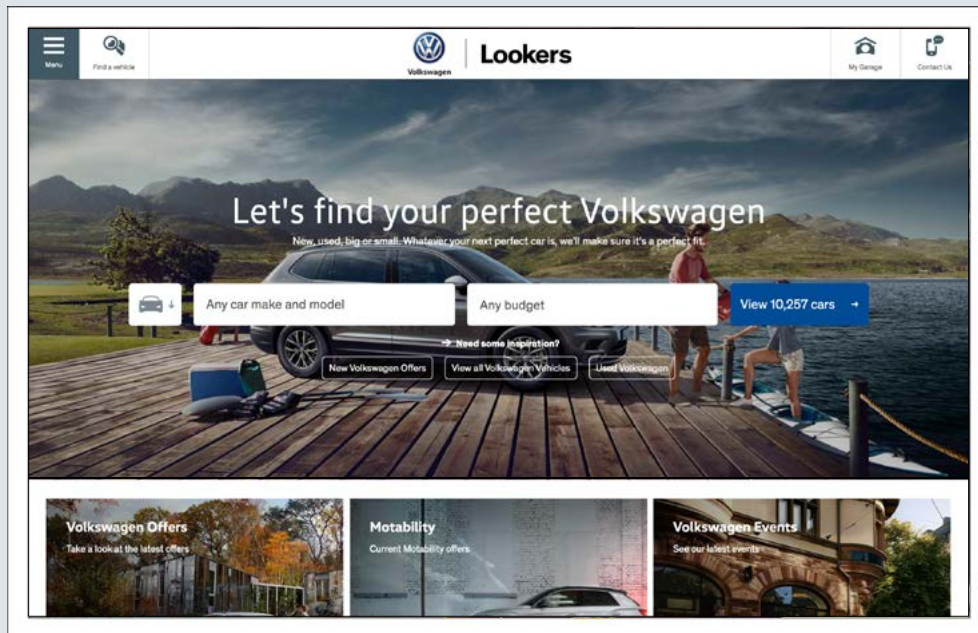 Menu
Find a vehicle
Volkswagen
Lookers
My Garage
Contact Us
Let's find your perfect Volkswagen
New, used, big or small. Whatever your next perfect car is, we'll make sure it's a perfect fit.
Any car make and model
Any budget
View 10,257 cars →
→ Need some inspiration?
New Volkswagen Offers
View all Volkswagen Vehicles
Used Volkswagen
Volkswagen Offers
Take a look at the latest offers
Motability
Current Motability offers
Volkswagen Events
See our latest events